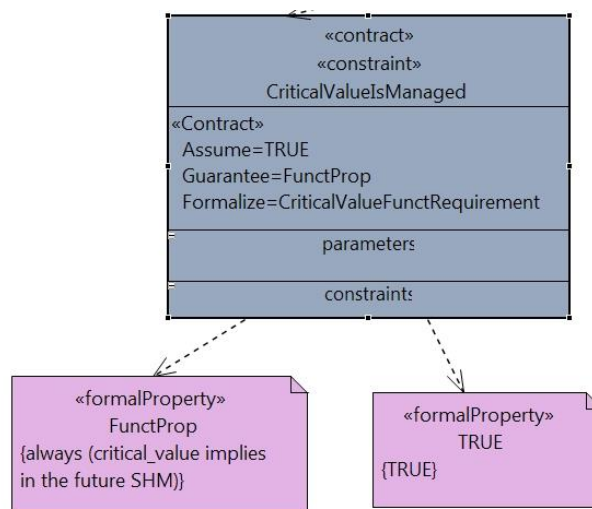 «contract»
«constraint»
CriticalValueIsManaged
«Contract»
Assume=TRUE
Guarantee=FunctProp
Formalize=CriticalValueFunctRequirement
parameters
constraints
«formalProperty»
FunctProp
{always (critical_value implies
in the future SHM)}
«formalProperty»
TRUE
{TRUE}